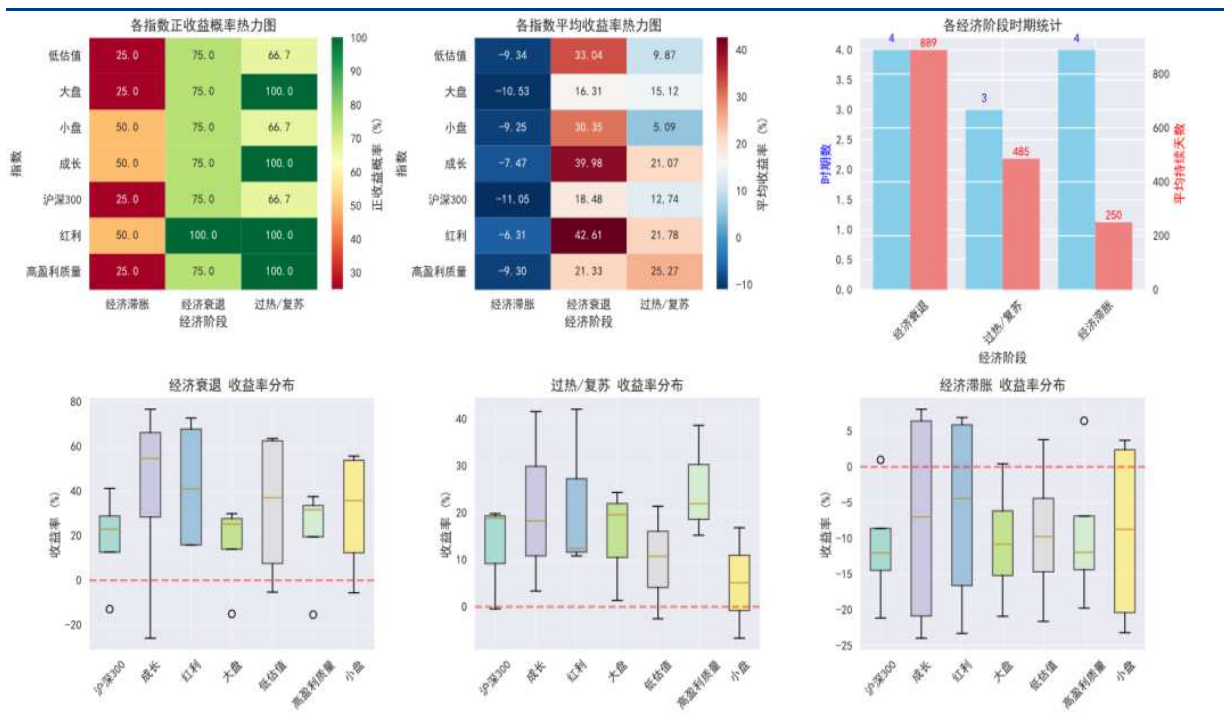 各指数正收益概率热力图
指数
低估值 25.0 75.0 66.7
大盘 25.0 75.0 100.0
小盘 50.0 75.0 66.7
成长 50.0 75.0 100.0
沪深300 25.0 75.0 66.7
红利 50.0 100.0 100.0
高盈利质量 25.0 75.0 100.0
经济滞胀 经济衰退 过热/复苏
经济阶段
100
90
80
70
60
50
40
30
正收益概率 (%)
各指数平均收益率热力图
指数
低估值 -9.34 33.04 9.87
大盘 -10.53 16.31 15.12
小盘 -9.25 30.35 5.09
成长 -7.47 39.98 21.07
沪深300 -11.05 18.48 12.74
红利 -6.31 42.61 21.78
高盈利质量 -9.30 21.33 25.27
经济滞胀 经济衰退 过热/复苏
经济阶段
40
30
20
10
0
-10
平均收益率 (%)
各经济阶段时期统计
时期数
4.0
3.5
3.0
2.5
2.0
1.5
1.0
0.5
0.0
4 889
3 485
4 250
800
600
400
200
0
平均持续天数
经济衰退 过热/复苏 经济滞胀
经济阶段
经济衰退 收益率分布
收益率 (%)
80
60
40
20
0
-20
沪深300 成长 红利 大盘 低估值 高盈利质量 小盘
过热/复苏 收益率分布
收益率 (%)
40
30
20
10
0
沪深300 成长 红利 大盘 低估值 高盈利质量 小盘
经济滞胀 收益率分布
收益率 (%)
5
0
-5
-10
-15
-20
-25
沪深300 成长 红利 大盘 低估值 高盈利质量 小盘